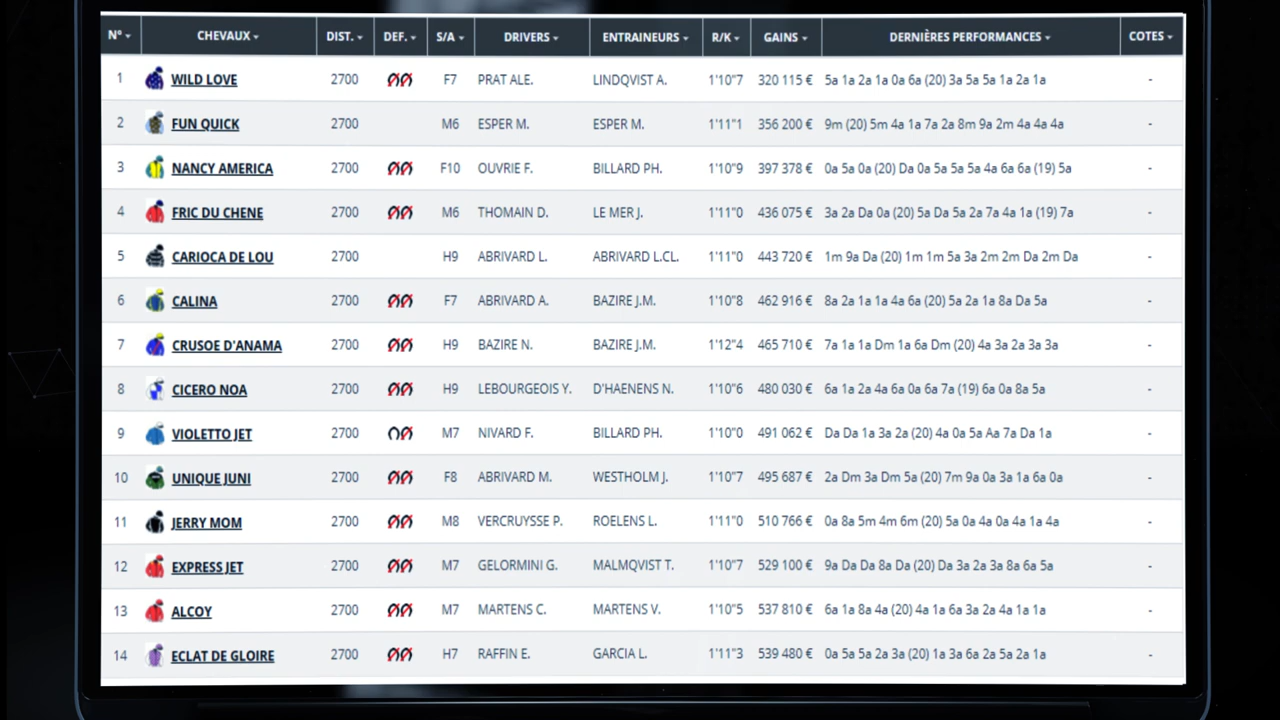 N° CHEVAUX DIST. DEF. S/A DRIVERS ENTRAINEURS R/K GAINS DERNIÈRES PERFORMANCES COTES
1 WILD LOVE 2700 F7 PRAT ALE. LINDQVIST A. 1'10"7 320 115 € 5a 1a 2a 1a 0a 6a (20) 3a 5a 5a 1a 2a 1a -
2 FUN QUICK 2700 M6 ESPER M. ESPER M. 1'11"1 356 200 € 9m (20) 5m 4a 1a 7a 2a 8m 9a 2m 4a 4a 4a -
3 NANCY AMERICA 2700 F10 OUVRIE F. BILLARD PH. 1'10"9 397 378 € 0a 5a 0a (20) Da 0a 5a 5a 5a 4a 6a 6a (19) 5a -
4 FRIC DU CHENE 2700 M6 THOMAIN D. LE MER J. 1'11"0 436 075 € 3a 2a Da 0a (20) 5a Da 5a 2a 7a 4a 1a (19) 7a -
5 CARIOCA DE LOU 2700 H9 ABRIVARD L. ABRIVARD L.CL. 1'11"0 443 720 € 1m 9a Da (20) 1m 1m 5a 3a 2m 2m Da 2m Da -
6 CALINA 2700 F7 ABRIVARD A. BAZIRE J.M. 1'10"8 462 916 € 8a 2a 1a 1a 4a 6a (20) 5a 2a 1a 8a Da 5a -
7 CRUSOE D'ANAMA 2700 H9 BAZIRE N. BAZIRE J.M. 1'12"4 465 710 € 7a 1a 1a Dm 1a 6a Dm (20) 4a 3a 2a 3a 3a -
8 CICERO NOA 2700 H9 LEBOURGEOIS Y. D'HAENENS N. 1'10"6 480 030 € 6a 1a 2a 4a 6a 0a 6a 7a (19) 6a 0a 8a 5a -
9 VIOLETTO JET 2700 M7 NIVARD F. BILLARD PH. 1'10"0 491 062 € Da Da 1a 3a 2a (20) 4a 0a 5a Aa 7a Da 1a -
10 UNIQUE JUNI 2700 F8 ABRIVARD M. WESTHOLM J. 1'10"7 495 687 € 2a Dm 3a Dm 5a (20) 7m 9a 0a 3a 1a 6a 0a -
11 JERRY MOM 2700 M8 VERCRUYSSE P. ROELENS L. 1'11"0 510 766 € 0a 8a 5m 4m 6m (20) 5a 0a 4a 0a 4a 1a 4a -
12 EXPRESS JET 2700 M7 GELORMINI G. MALMQVIST T. 1'10"7 529 100 € 9a Da Da 8a Da (20) Da 3a 2a 3a 8a 6a 5a -
13 ALCOY 2700 M7 MARTENS C. MARTENS V. 1'10"5 537 810 € 6a 1a 8a 4a (20) 4a 1a 6a 3a 2a 4a 1a 1a -
14 ECLAT DE GLOIRE 2700 H7 RAFFIN E. GARCIA L. 1'11"3 539 480 € 0a 5a 5a 2a 3a (20) 1a 3a 6a 2a 5a 2a 1a -